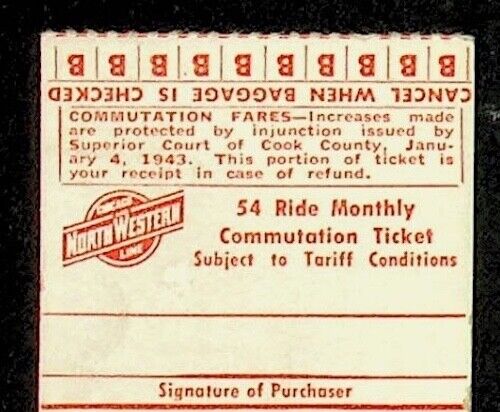 B B B B B B B B B B
CANCEL WHEN BAGGAGE IS CHECKED
COMMUTATION FARES—Increases made
are protected by injunction issued by
Superior Court of Cook County, Janu-
ary 4, 1943. This portion of ticket is
your receipt in case of refund.
CHICAGO
NORTH WESTERN
LINE
54 Ride Monthly
Commutation Ticket
Subject to Tariff Conditions
Signature of Purchaser